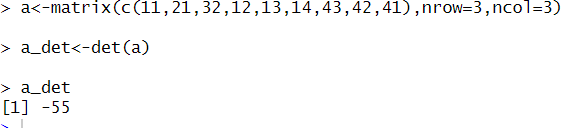 > a<-matrix(c(11,21,32,12,13,14,43,42,41),nrow=3,ncol=3)
> a_det<-det(a)
> a_det
[1] -55
>